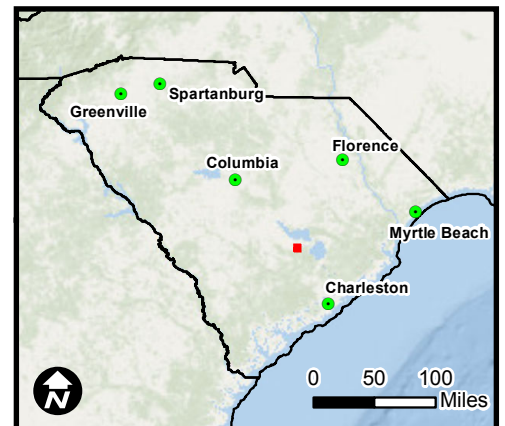 Spartanburg
Greenville
Florence
Columbia
Myrtle Beach
Charleston
0 50 100
Miles
N